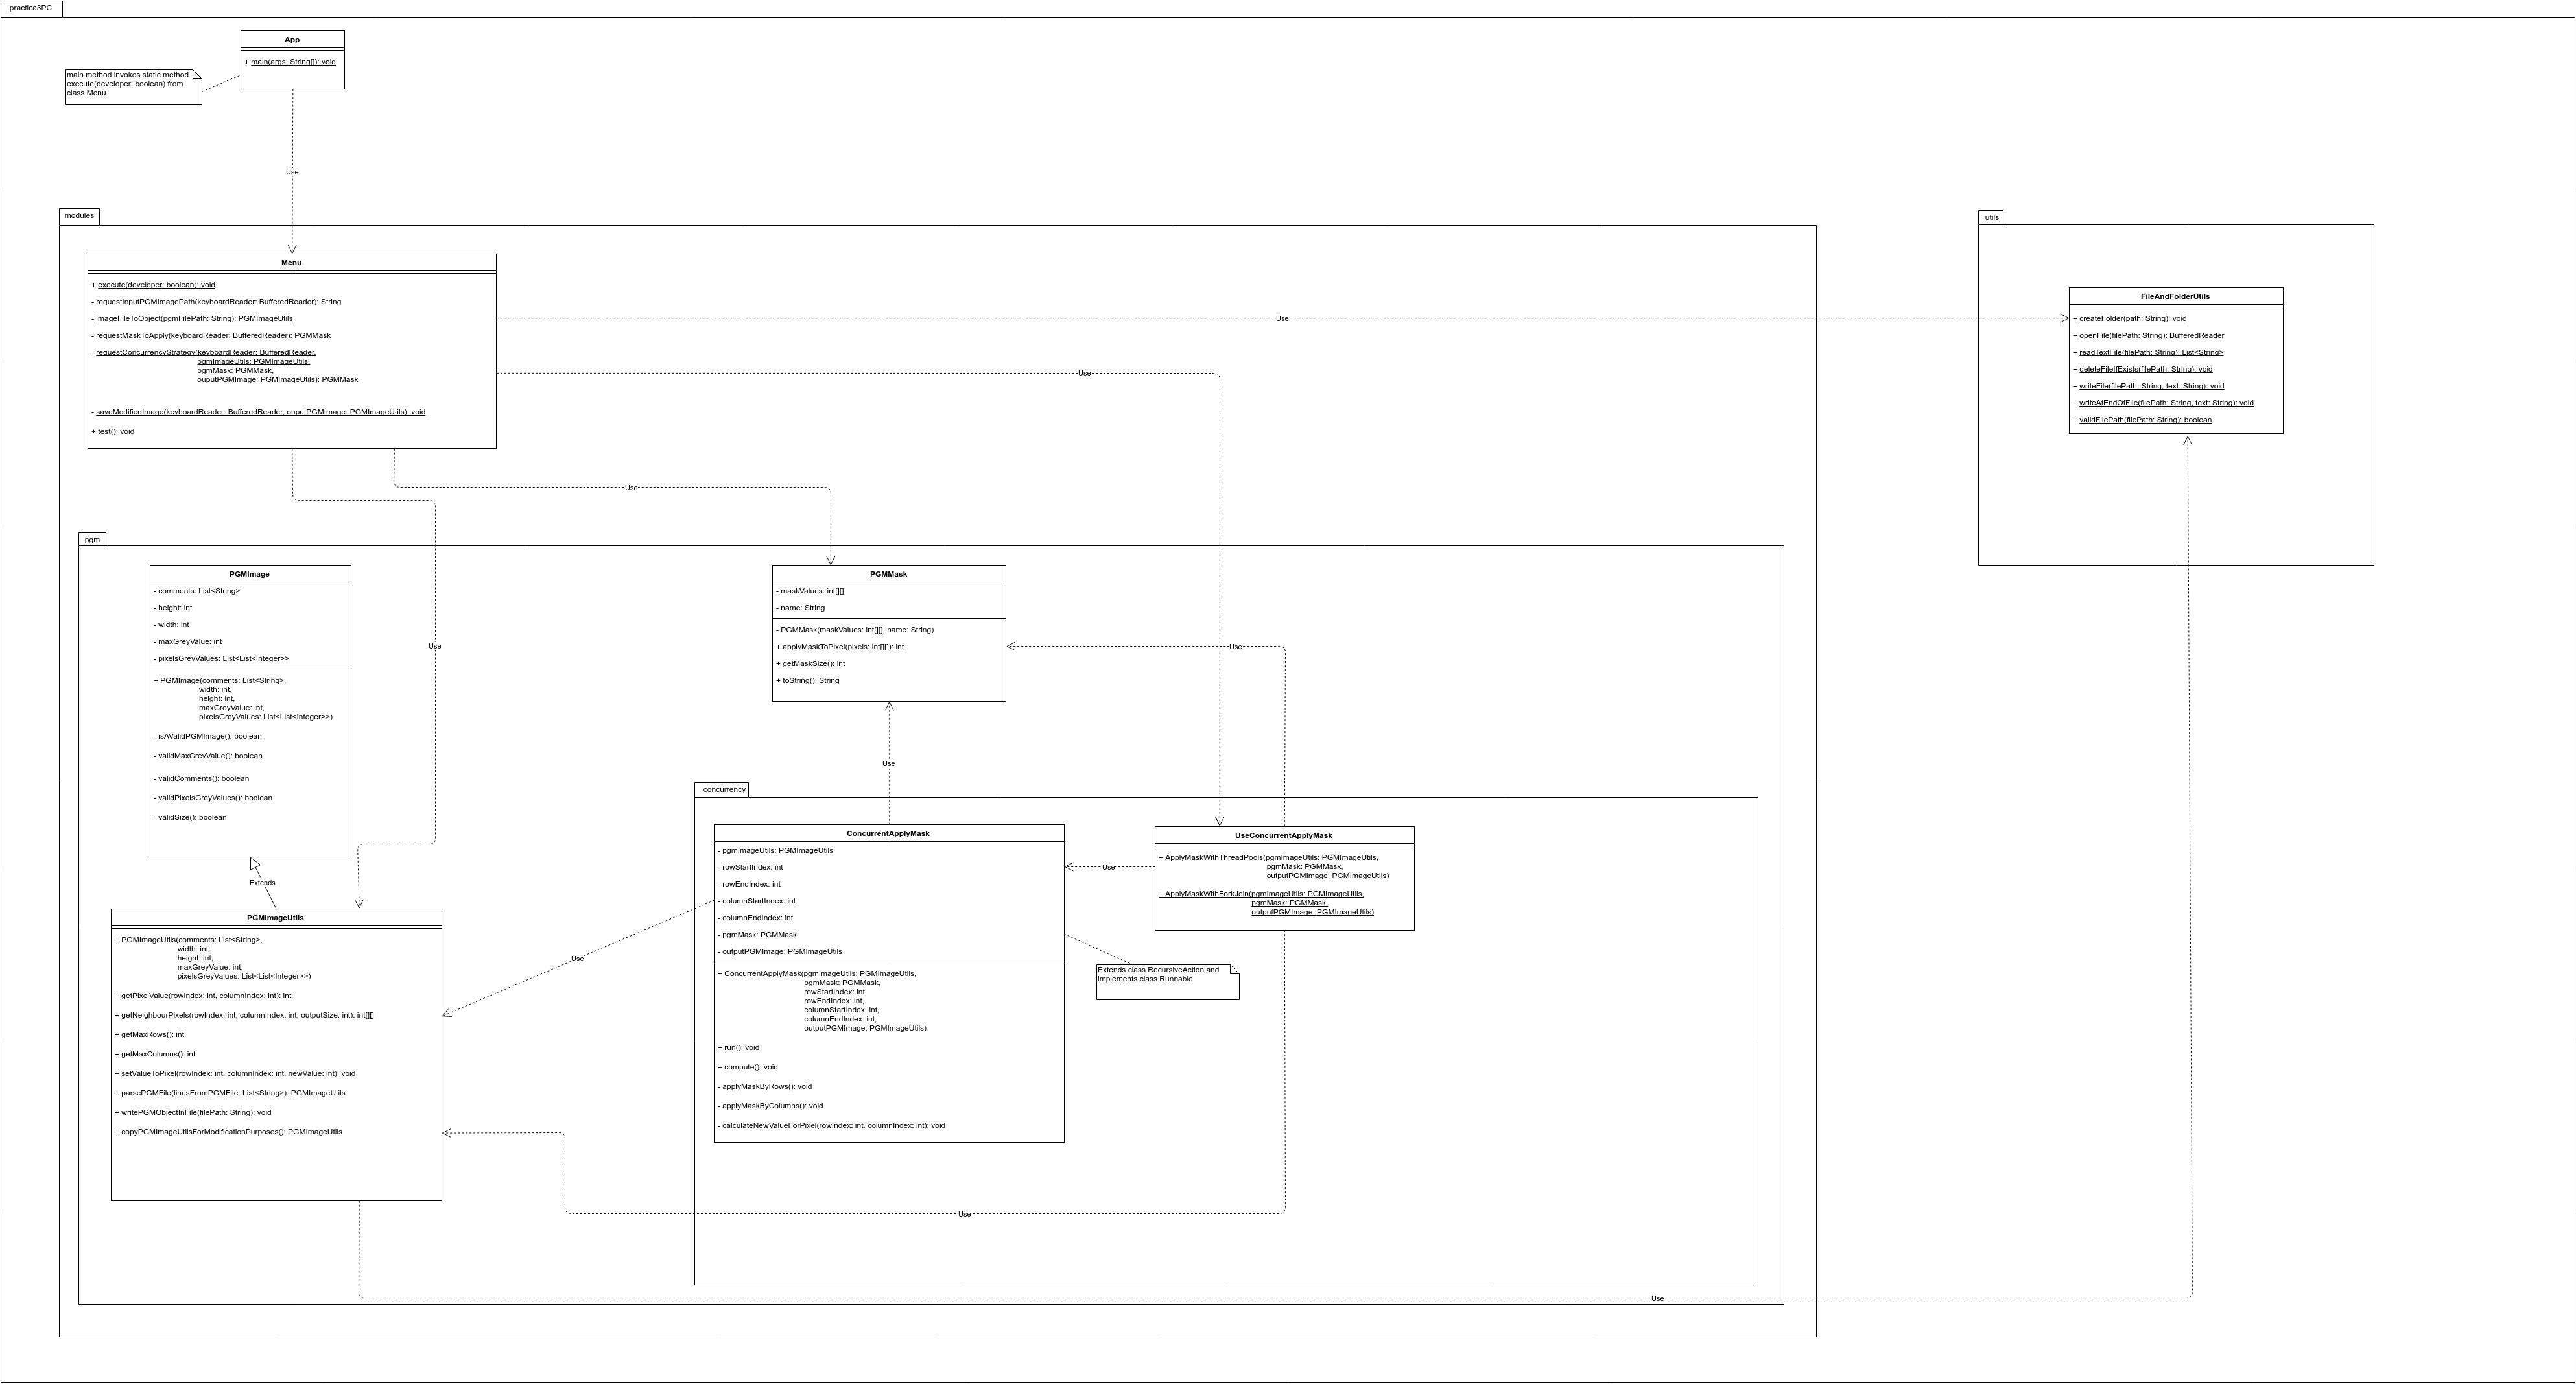 practica3PC
App
+ main(args: String[]): void
main method invokes static method
execute(developer: boolean) from
class Menu
Use
modules
utils
Menu
+ execute(developer: boolean): void
- requestInputPGMImagePath(keyboardReader: BufferedReader): String
- imageFileToObject(pgmFilePath: String): PGMImageUtils
- requestMaskToApply(keyboardReader: BufferedReader): PGMMask
- requestConcurrencyStrategy(keyboardReader: BufferedReader,
pgmImageUtils: PGMImageUtils,
pgmMask: PGMMask,
ouputPGMImage: PGMImageUtils): PGMMask
- saveModifiedImage(keyboardReader: BufferedReader, ouputPGMImage: PGMImageUtils): void
+ test(): void
Use
Use
FileAndFolderUtils
+ createFolder(path: String): void
+ openFile(filePath: String): BufferedReader
+ readTextFile(filePath: String): List<String>
+ deleteFileIfExists(filePath: String): void
+ writeFile(filePath: String, text: String): void
+ writeAtEndOfFile(filePath: String, text: String): void
+ validFilePath(filePath: String): boolean
Use
pgm
PGMImage
- comments: List<String>
- height: int
- width: int
- maxGreyValue: int
- pixelsGreyValues: List<List<Integer>>
+ PGMImage(comments: List<String>,
width: int,
height: int,
maxGreyValue: int,
pixelsGreyValues: List<List<Integer>>)
- isAValidPGMImage(): boolean
- validMaxGreyValue(): boolean
- validComments(): boolean
- validPixelsGreyValues(): boolean
- validSize(): boolean
Use
PGMMask
- maskValues: int[][]
- name: String
- PGMMask(maskValues: int[][], name: String)
+ applyMaskToPixel(pixels: int[][]): int
+ getMaskSize(): int
+ toString(): String
Use
Use
Extends
PGMImageUtils
+ PGMImageUtils(comments: List<String>,
width: int,
height: int,
maxGreyValue: int,
pixelsGreyValues: List<List<Integer>>)
+ getPixelValue(rowIndex: int, columnIndex: int): int
+ getNeighbourPixels(rowIndex: int, columnIndex: int, outputSize: int): int[][]
+ getMaxRows(): int
+ getMaxColumns(): int
+ setValueToPixel(rowIndex: int, columnIndex: int, newValue: int): void
+ parsePGMFile(linesFromPGMFile: List<String>): PGMImageUtils
+ writePGMObjectInFile(filePath: String): void
+ copyPGMImageUtilsForModificationPurposes(): PGMImageUtils
Use
concurrency
ConcurrentApplyMask
- pgmImageUtils: PGMImageUtils
- rowStartIndex: int
- rowEndIndex: int
- columnStartIndex: int
- columnEndIndex: int
- pgmMask: PGMMask
- outputPGMImage: PGMImageUtils
+ ConcurrentApplyMask(pgmImageUtils: PGMImageUtils,
pgmMask: PGMMask,
rowStartIndex: int,
rowEndIndex: int,
columnStartIndex: int,
columnEndIndex: int,
outputPGMImage: PGMImageUtils)
+ run(): void
+ compute(): void
- applyMaskByRows(): void
- applyMaskByColumns(): void
- calculateNewValueForPixel(rowIndex: int, columnIndex: int): void
Use
UseConcurrentApplyMask
+ ApplyMaskWithThreadPools(pgmImageUtils: PGMImageUtils,
pgmMask: PGMMask,
outputPGMImage: PGMImageUtils)
+ ApplyMaskWithForkJoin(pgmImageUtils: PGMImageUtils,
pgmMask: PGMMask,
outputPGMImage: PGMImageUtils)
Extends class RecursiveAction and
implements class Runnable
Use
Use